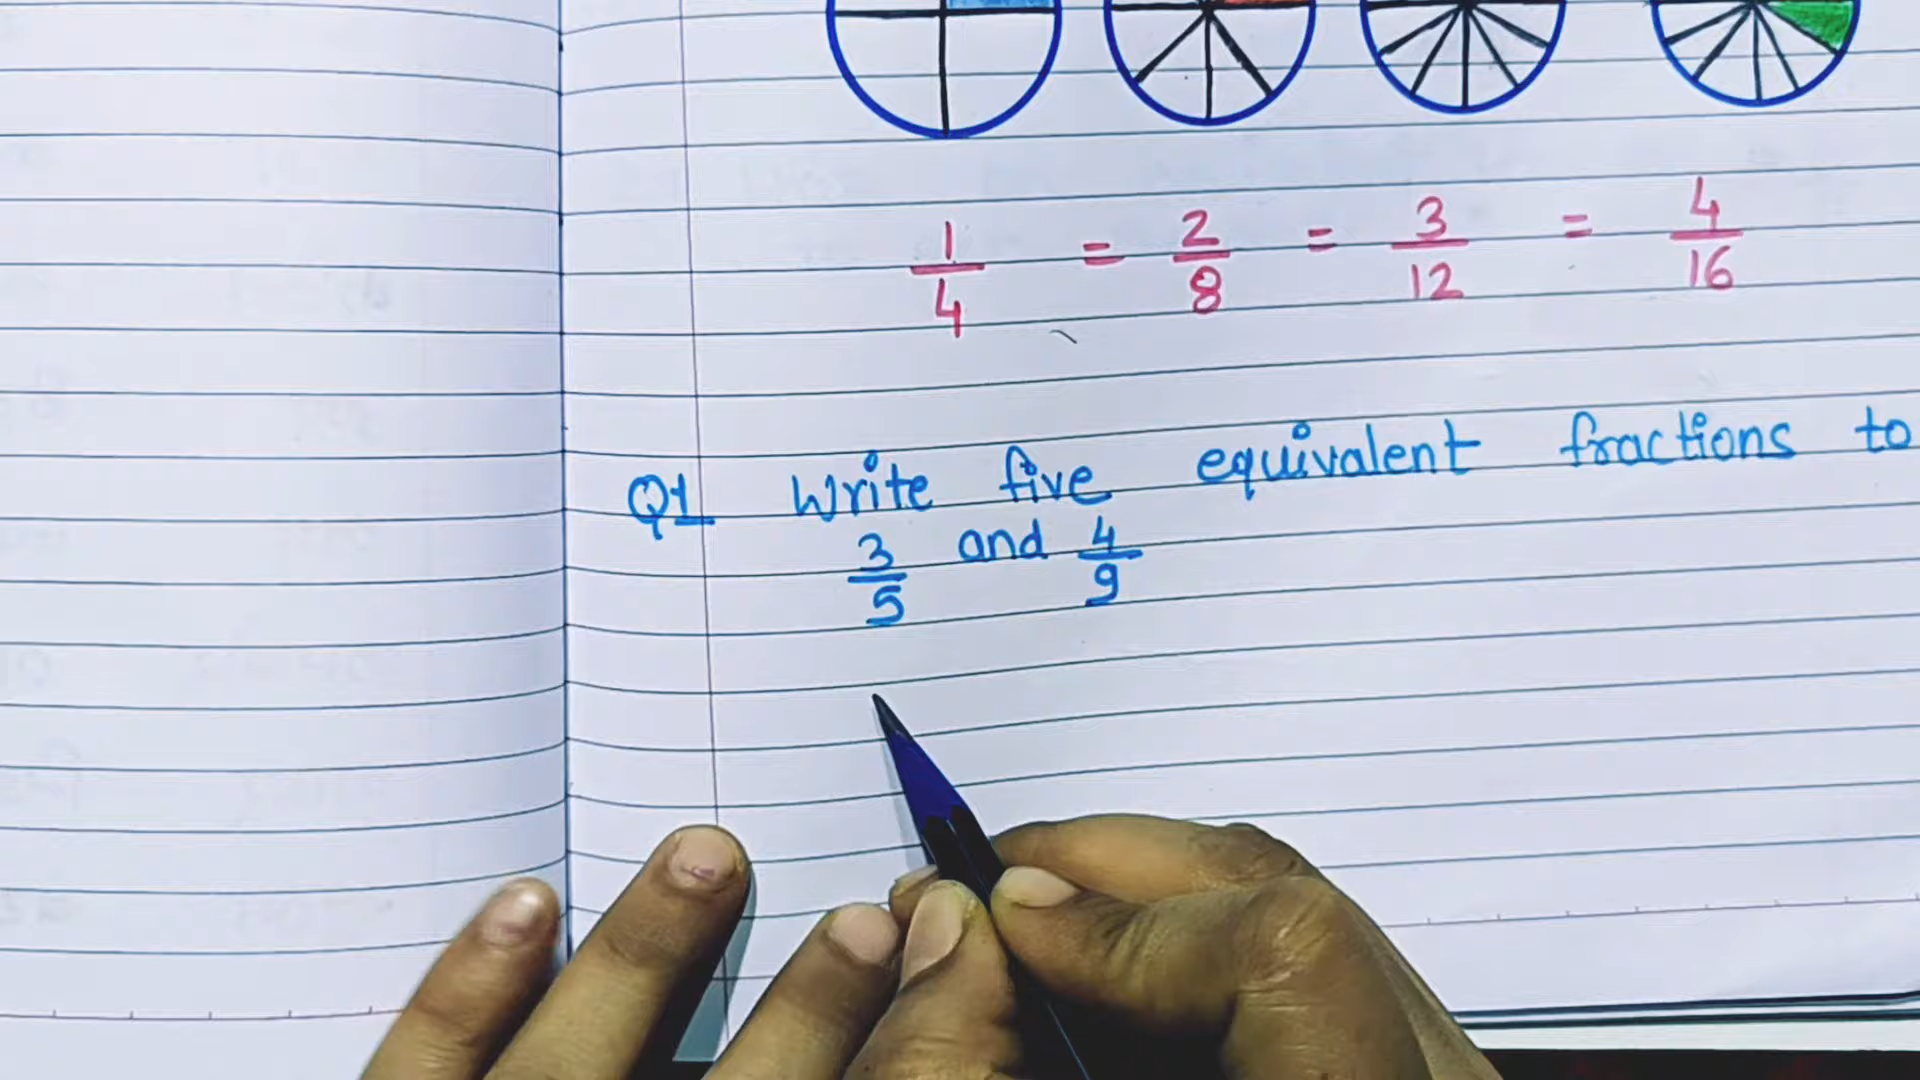 1/4 = 2/8 = 3/12 = 4/16
Q1 Write five equivalent fractions to
3/5 and 4/9